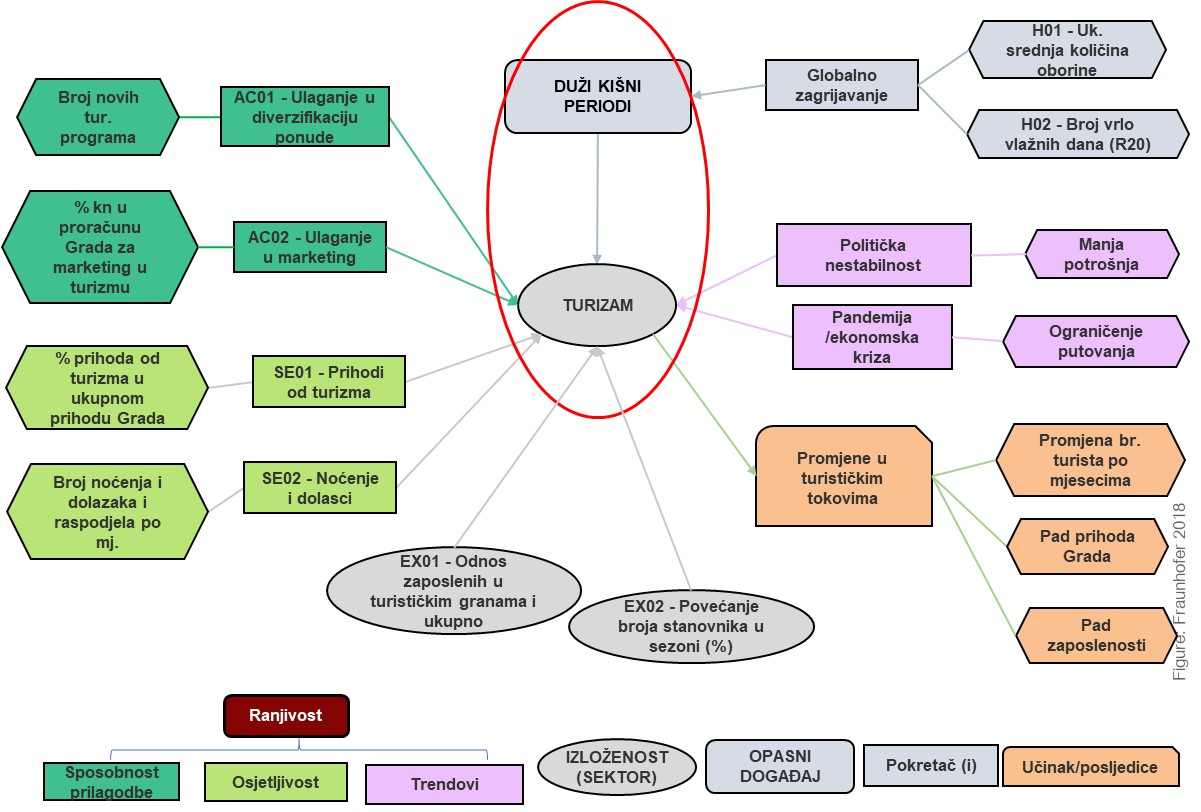 H01 - Uk.
srednja količina
oborine
DUŽI KIŠNI
PERIODI
Globalno
zagrijavanje
H02 - Broj vrlo
vlažnih dana (R20)
Broj novih
tur.
programa
AC01 - Ulaganje u
diverzifikaciju
ponude
% kn u
proračunu
Grada za
marketing u
turizmu
AC02 - Ulaganje
u marketing
Politička
nestabilnost
Manja
potrošnja
TURIZAM
Pandemija
/ekonomska
kriza
Ograničenje
putovanja
% prihoda od
turizma u
ukupnom
prihodu Grada
SE01 - Prihodi
od turizma
Broj noćenja i
dolazaka i
raspodjela po
mj.
SE02 - Noćenje
i dolasci
Promjene u
turističkim
tokovima
Promjena br.
turista po
mjesecima
Pad prihoda
Grada
Pad
zaposlenosti
EX01 - Odnos
zaposlenih u
turističkim granama i
ukupno
EX02 - Povećanje
broja stanovnika u
sezoni (%)
Figure: Fraunhofer 2018
Ranjivost
Sposobnost
prilagodbe
Osjetljivost
Trendovi
IZLOŽENOST
(SEKTOR)
OPASNI
DOGAĐAJ
Pokretač (i)
Učinak/posljedice